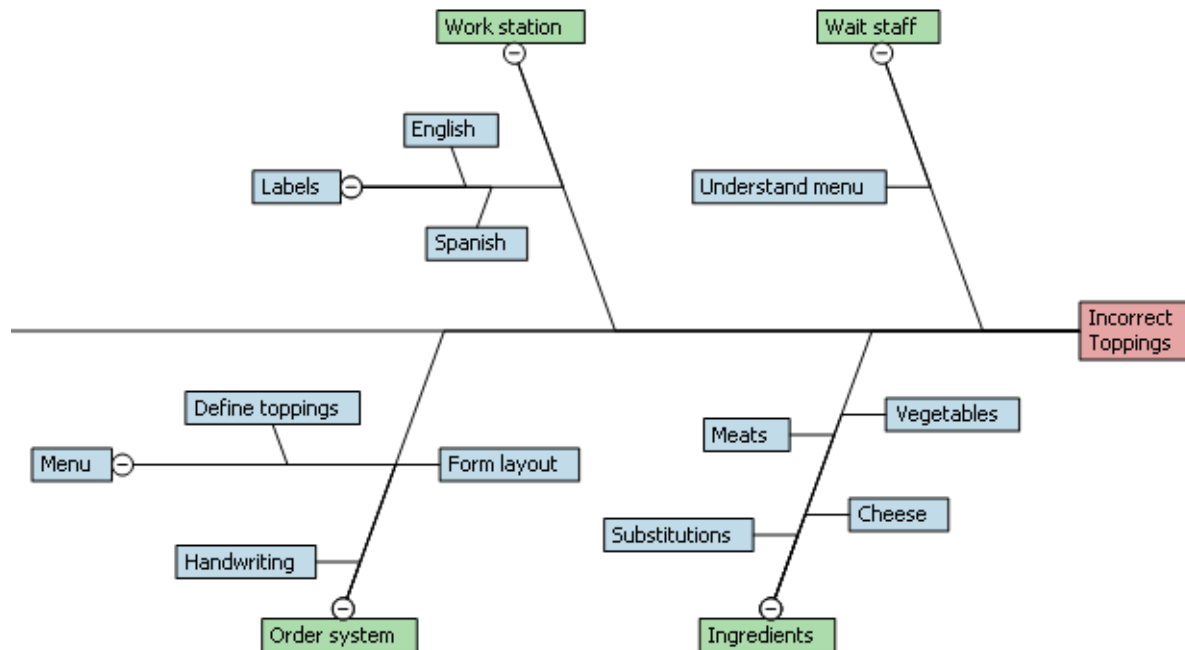 Work station
Wait staff
English
Labels
Understand menu
Spanish
Incorrect
Toppings
Define toppings
Vegetables
Meats
Menu
Form layout
Cheese
Substitutions
Handwriting
Order system
Ingredients